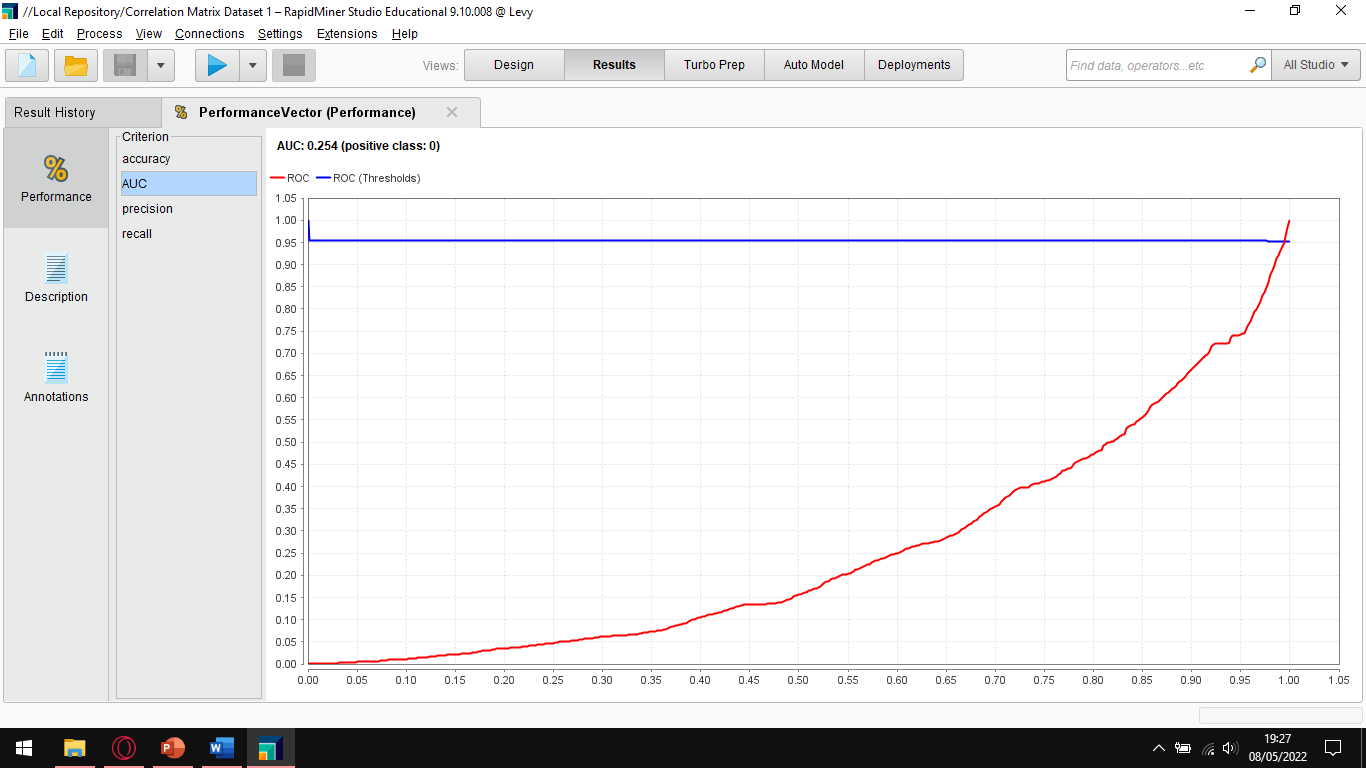 //Local Repository/Correlation Matrix Dataset 1 – RapidMiner Studio Educational 9.10.008 @ Levy
File Edit Process View Connections Settings Extensions Help
Views: Design Results Turbo Prep Auto Model Deployments Find data, operators...etc All Studio
Result History PerformanceVector (Performance)
Performance
Description
Annotations
Criterion
accuracy
AUC
precision
recall
AUC: 0.254 (positive class: 0)
ROC ROC (Thresholds)
1.05
1.00
0.95
0.90
0.85
0.80
0.75
0.70
0.65
0.60
0.55
0.50
0.45
0.40
0.35
0.30
0.25
0.20
0.15
0.10
0.05
0.00
0.00 0.05 0.10 0.15 0.20 0.25 0.30 0.35 0.40 0.45 0.50 0.55 0.60 0.65 0.70 0.75 0.80 0.85 0.90 0.95 1.00 1.05
19:27
08/05/2022